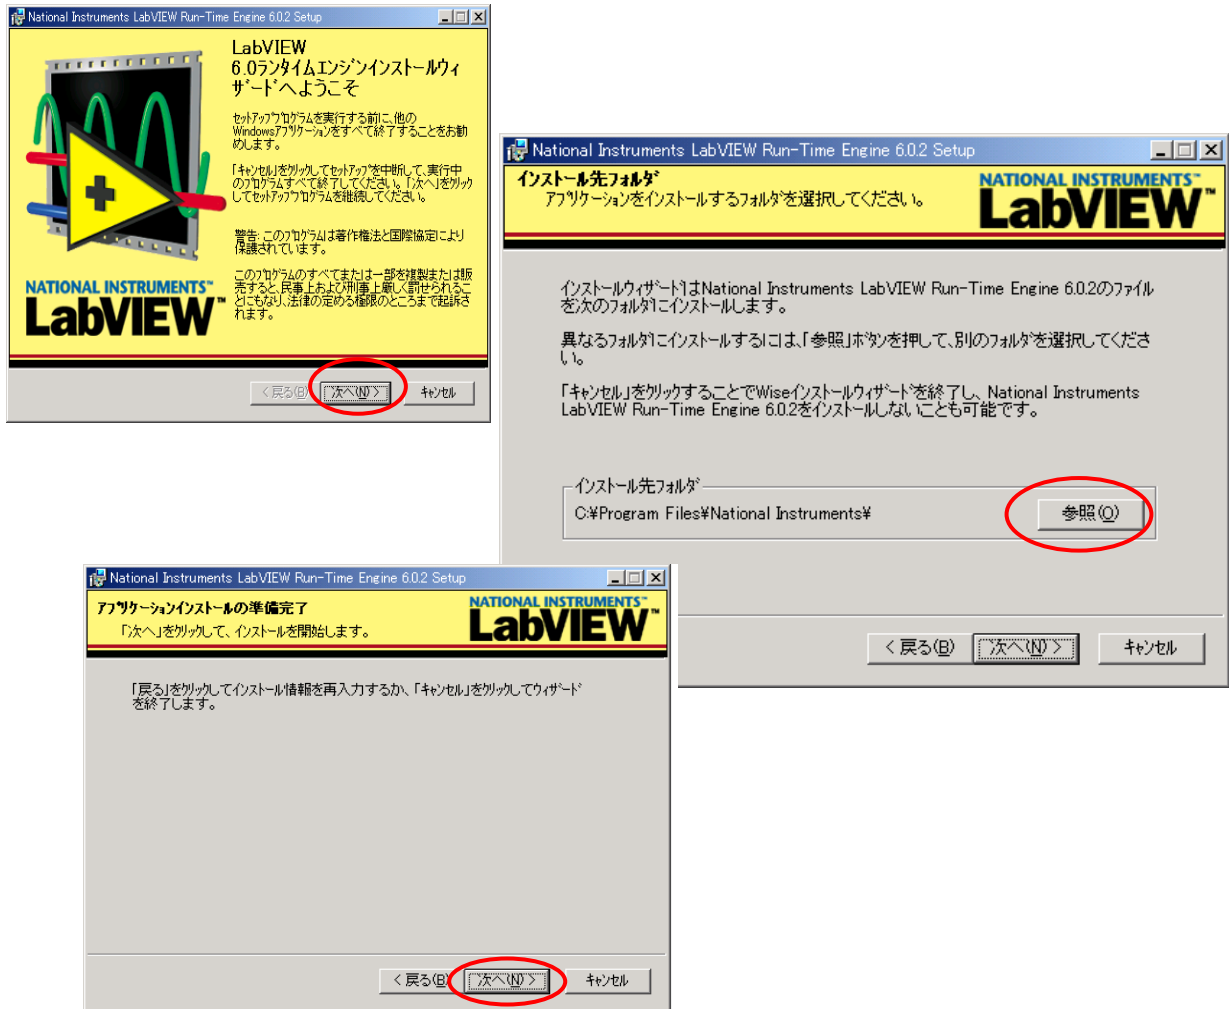 National Instruments LabVIEW Run-Time Engine 6.0.2 Setup
LabVIEW
6.0ランタイムエンジンインストールウィ
ザードへようこそ
セットアッププログラムを実行する前に、他の
Windowsアプリケーションをすべて終了することをお勧
めします。
「キャンセル」をクリックしてセットアップを中断して、実行中
のプログラムすべて終了してください。「次へ」をクリック
してセットアッププログラムを継続してください。
警告: このプログラムは著作権法と国際協定により
保護されています。
このプログラムのすべてまたは一部を複製または販
売すると、民事上および刑事上厳しく罰せられるこ
とにもなり、法律の定める極限のところまで起訴さ
れます。
NATIONAL INSTRUMENTS™
LabVIEW™
< 戻る(B)
次へ(N) >
キャンセル
National Instruments LabVIEW Run-Time Engine 6.0.2 Setup
インストール先フォルダ
アプリケーションをインストールするフォルダを選択してください。
NATIONAL INSTRUMENTS™
LabVIEW™
インストウィザードはNational Instruments LabVIEW Run-Time Engine 6.0.2のファイル
を次のフォルダにインストールします。
異なるフォルダにインストールするには、「参照」ボタンを押して、別のフォルダを選択してくださ
い。
「キャンセル」をクリックすることでWiseインストールウィザードを終了し、National Instruments
LabVIEW Run-Time Engine 6.0.2をインストールしないことも可能です。
インストール先フォルダ
C:¥Program Files¥National Instruments¥
参照(O)
< 戻る(B)
次へ(N) >
キャンセル
National Instruments LabVIEW Run-Time Engine 6.0.2 Setup
アプリケーションインストールの準備完了
「次へ」をクリックして、インストールを開始します。
NATIONAL INSTRUMENTS™
LabVIEW™
「戻る」をクリックしてインストール情報を再入力するか、「キャンセル」をクリックしてウィザード
を終了します。
< 戻る(B)
次へ(N) >
キャンセル